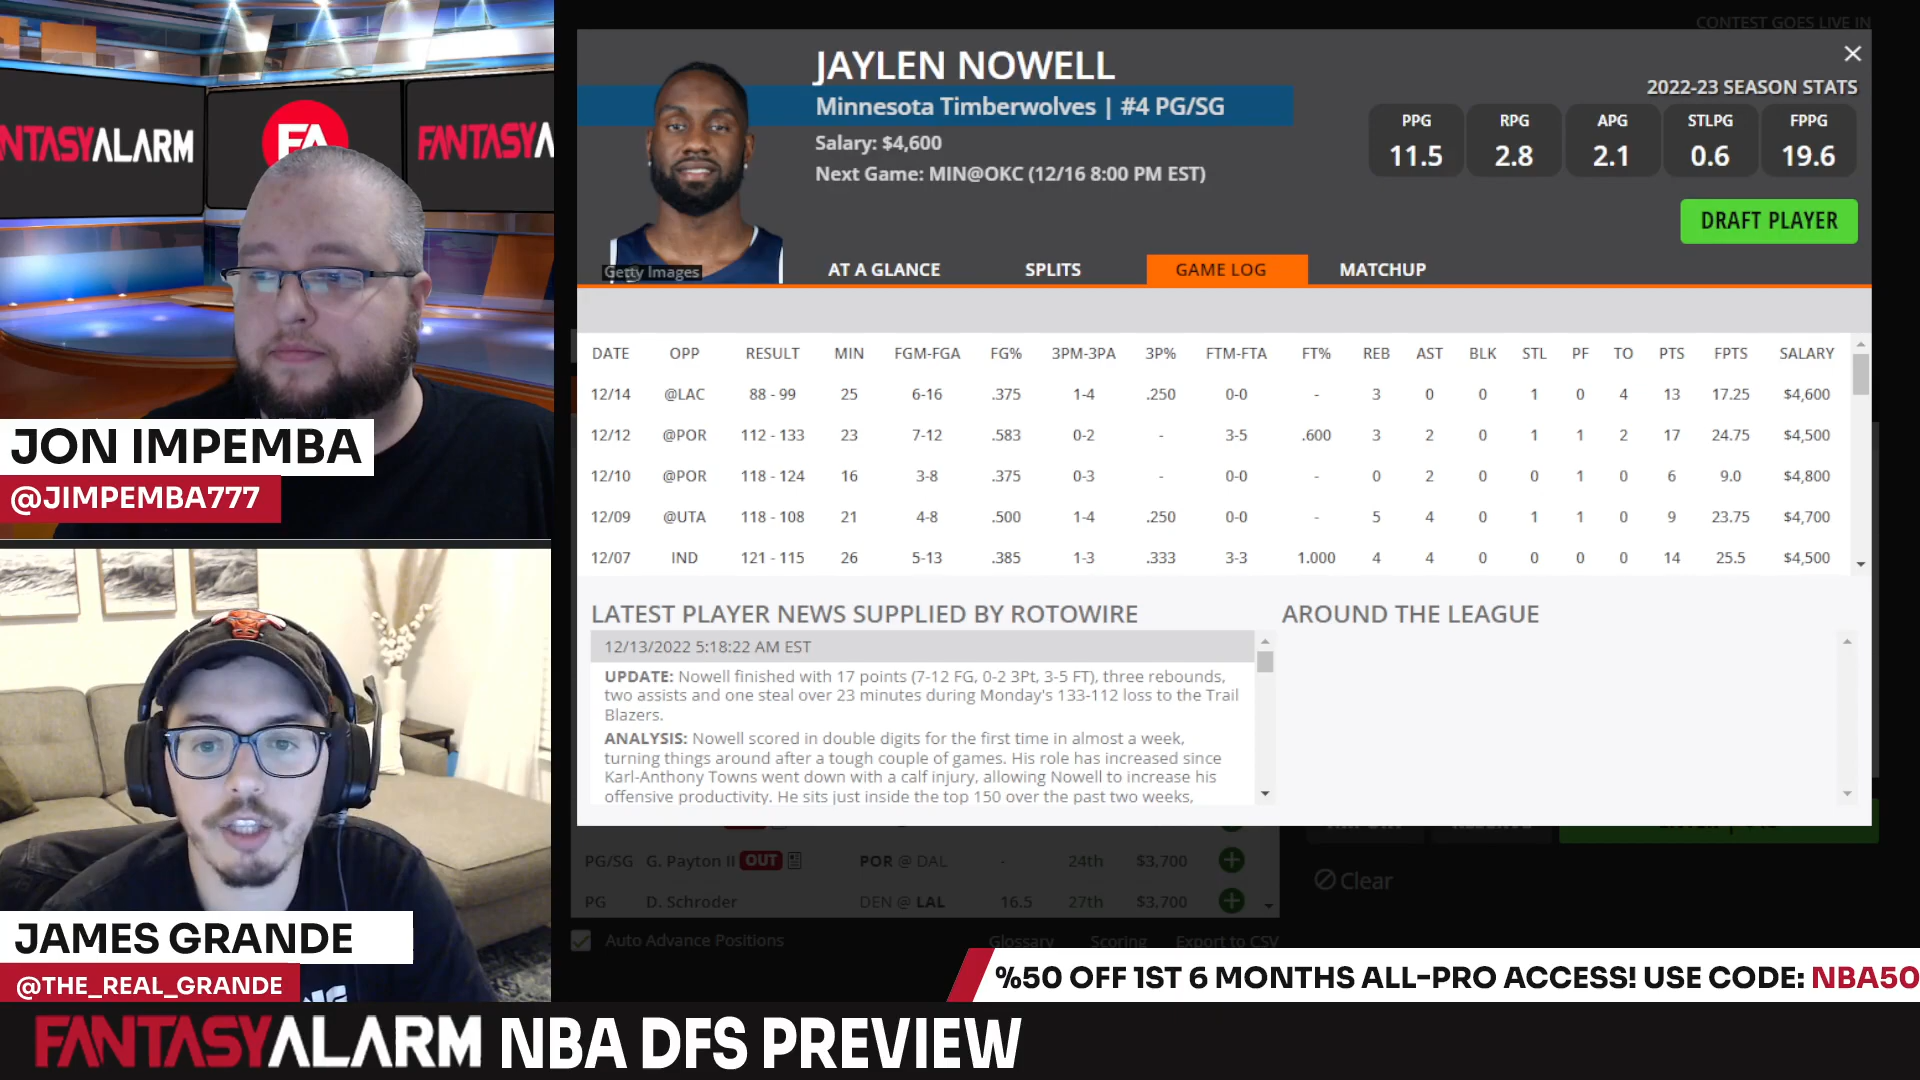 CONTEST GOES LIVE IN
NTASYALARM
FA
FANTASYA
JON IMPEMBA
@JIMPEMBA777
JAMES GRANDE
@THE_REAL_GRANDE
JAYLEN NOWELL
Minnesota Timberwolves | #4 PG/SG
Salary: $4,600
Next Game: MIN@OKC (12/16 8:00 PM EST)
Getty Images
2022-23 SEASON STATS
PPG RPG APG STLPG FPPG
11.5 2.8 2.1 0.6 19.6
DRAFT PLAYER
AT A GLANCE SPLITS GAME LOG MATCHUP
DATE OPP RESULT MIN FGM-FGA FG% 3PM-3PA 3P% FTM-FTA FT% REB AST BLK STL PF TO PTS FPTS SALARY
12/14 @LAC 88 - 99 25 6-16 .375 1-4 .250 0-0 - 3 0 0 1 0 4 13 17.25 $4,600
12/12 @POR 112 - 133 23 7-12 .583 0-2 - 3-5 .600 3 2 0 1 1 2 17 24.75 $4,500
12/10 @POR 118 - 124 16 3-8 .375 0-3 - 0-0 - 0 2 0 0 1 0 6 9.0 $4,800
12/09 @UTA 118 - 108 21 4-8 .500 1-4 .250 0-0 - 5 4 0 1 1 0 9 23.75 $4,700
12/07 IND 121 - 115 26 5-13 .385 1-3 .333 3-3 1.000 4 4 0 0 0 0 14 25.5 $4,500
LATEST PLAYER NEWS SUPPLIED BY ROTOWIRE
12/13/2022 5:18:22 AM EST
UPDATE: Nowell finished with 17 points (7-12 FG, 0-2 3Pt, 3-5 FT), three rebounds,
two assists and one steal over 23 minutes during Monday's 133-112 loss to the Trail
Blazers.
ANALYSIS: Nowell scored in double digits for the first time in almost a week,
turning things around after a tough couple of games. His role has increased since
Karl-Anthony Towns went down with a calf injury, allowing Nowell to increase his
offensive productivity. He sits just inside the top 150 over the past two weeks,
AROUND THE LEAGUE
PG/SG G. Payton II OUT POR @ DAL - 24th $3,700
PG D. Schroder DEN @ LAL 16.5 27th $3,700
Clear
Auto Advance Positions
Glossary Scoring Export to CSV
%50 OFF 1ST 6 MONTHS ALL-PRO ACCESS! USE CODE: NBA50
FANTASYALARM NBA DFS PREVIEW